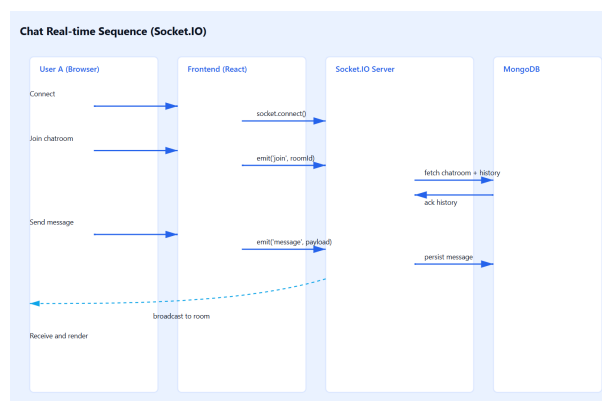 Chat Real-time Sequence (Socket.IO)
User A (Browser)
Frontend (React)
Socket.IO Server
MongoDB
Connect
socket.connect()
Join chatroom
emit('join', roomId)
fetch chatroom + history
ack history
Send message
emit('message', payload)
persist message
broadcast to room
Receive and render